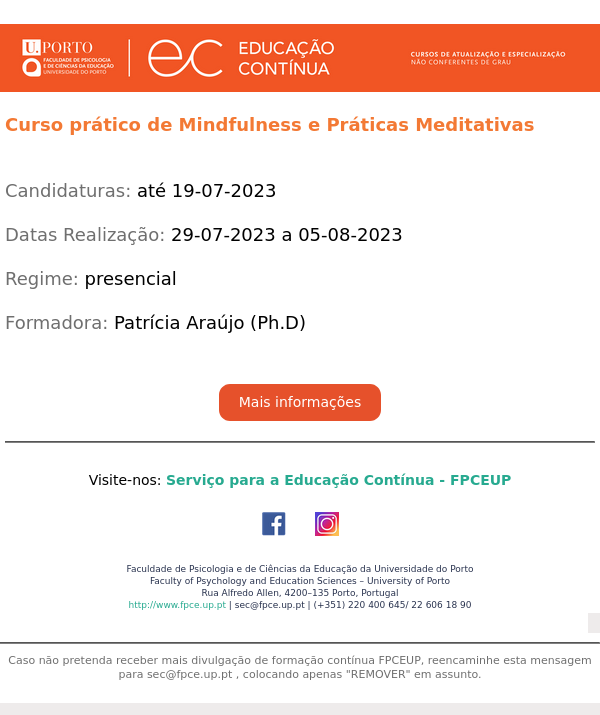 U. PORTO
FACULDADE DE PSICOLOGIA
E DE CIÊNCIAS DA EDUCAÇÃO
UNIVERSIDADE DO PORTO
ec EDUCAÇÃO
CONTÍNUA
CURSOS DE ATUALIZAÇÃO E ESPECIALIZAÇÃO
NÃO CONFERENTES DE GRAU
Curso prático de Mindfulness e Práticas Meditativas
Candidaturas: até 19-07-2023
Datas Realização: 29-07-2023 a 05-08-2023
Regime: presencial
Formadora: Patrícia Araújo (Ph.D)
Mais informações
Visite-nos: Serviço para a Educação Contínua - FPCEUP
Faculdade de Psicologia e de Ciências da Educação da Universidade do Porto
Faculty of Psychology and Education Sciences – University of Porto
Rua Alfredo Allen, 4200–135 Porto, Portugal
http://www.fpce.up.pt | sec@fpce.up.pt | (+351) 220 400 645/ 22 606 18 90
Caso não pretenda receber mais divulgação de formação contínua FPCEUP, reencaminhe esta mensagem
para sec@fpce.up.pt , colocando apenas "REMOVER" em assunto.